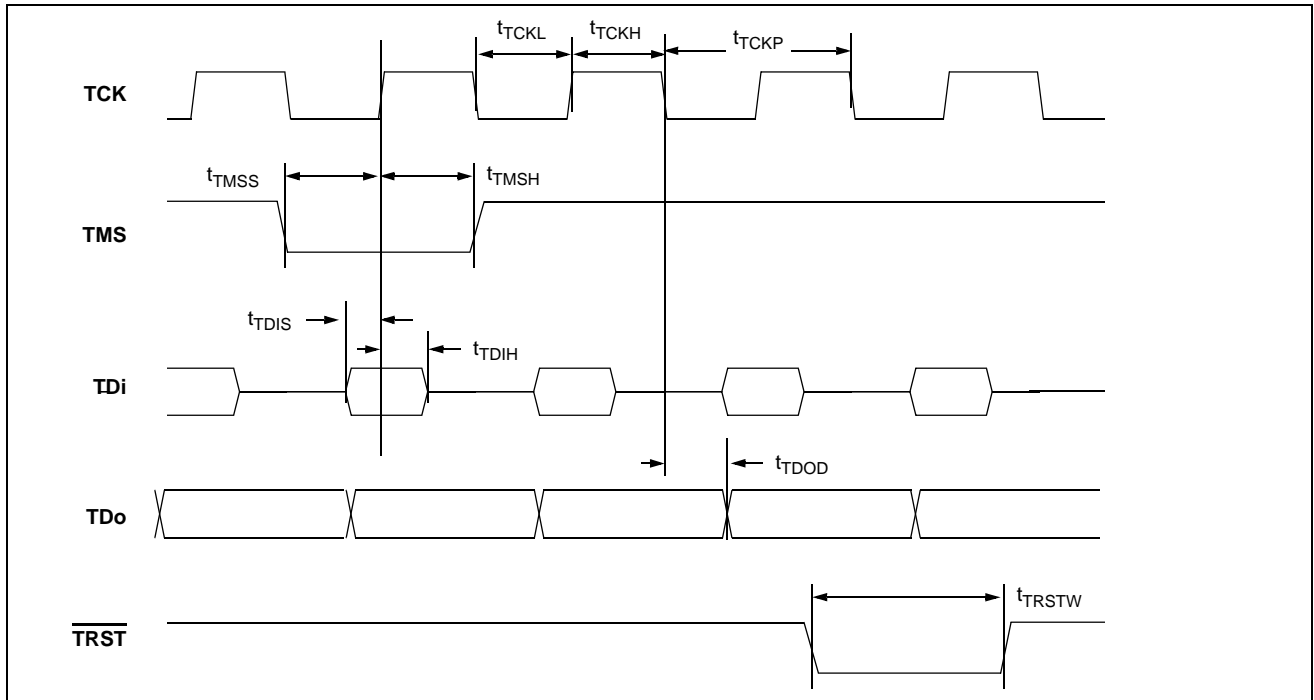 tTCKL tTCKH tTCKP
TCK
tTMSS tTMSH
TMS
tTDIS
tTDIH
TDi
tTDOD
TDo
tTRSTW
TRST